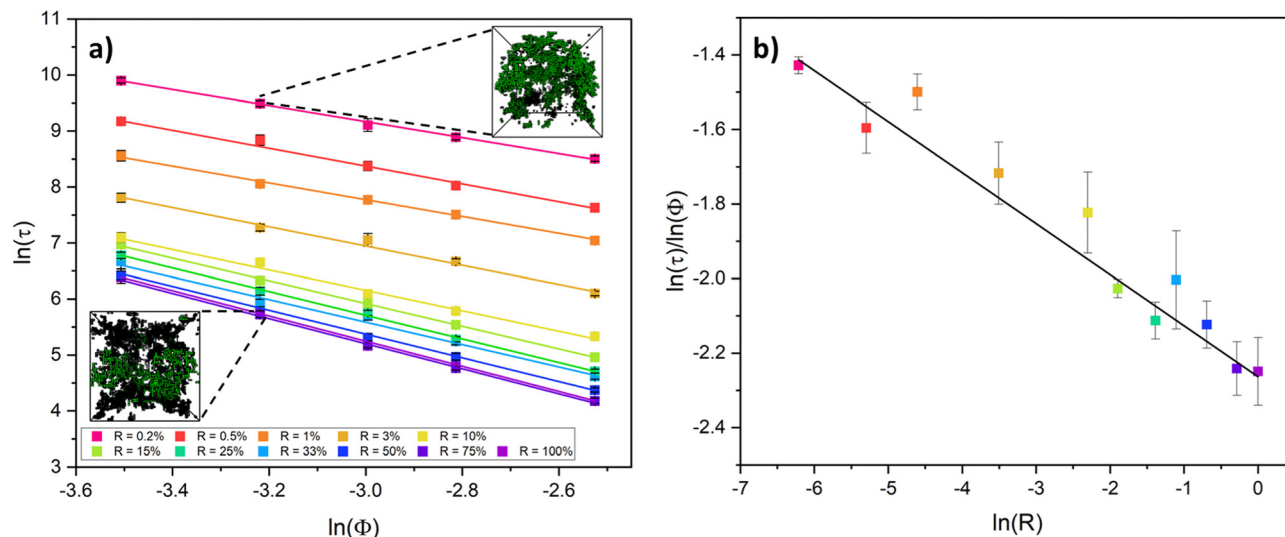 a)
11
10
9
8
7
6
5
4
3
ln(τ)
R = 0.2% R = 0.5% R = 1% R = 3% R = 10%
R = 15% R = 25% R = 33% R = 50% R = 75% R = 100%
-3.6 -3.4 -3.2 -3.0 -2.8 -2.6
ln(Φ)
b)
-1.4
-1.6
-1.8
-2.0
-2.2
-2.4
ln(τ)/ln(Φ)
-7 -6 -5 -4 -3 -2 -1 0
ln(R)